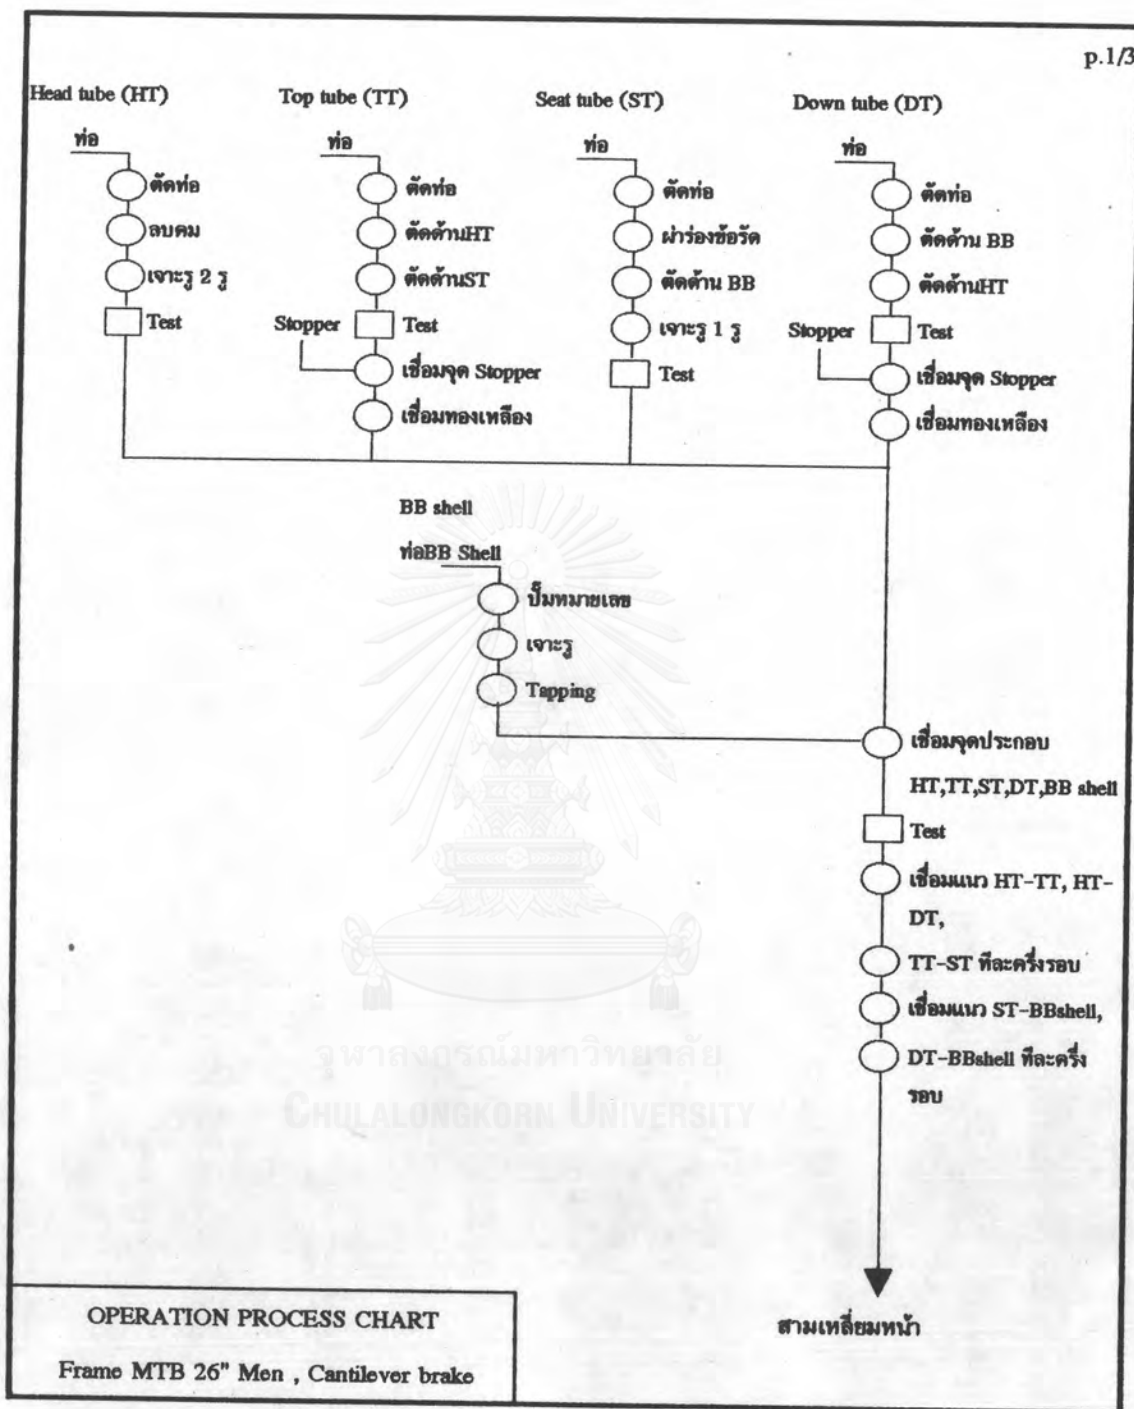 p.1/3
Head tube (HT)
ท่อ
ตัดท่อ
ลบคม
เจาะรู 2 รู
Test
Top tube (TT)
ท่อ
ตัดท่อ
ตัดด้านHT
ตัดด้านST
Stopper
Test
เชื่อมจุด Stopper
เชื่อมทองเหลือง
Seat tube (ST)
ท่อ
ตัดท่อ
ผ่าร่องข้อรัด
ตัดด้าน BB
เจาะรู 1 รู
Test
Down tube (DT)
ท่อ
ตัดท่อ
ตัดด้าน BB
ตัดด้านHT
Stopper
Test
เชื่อมจุด Stopper
เชื่อมทองเหลือง
BB shell
ท่อBB Shell
ปั๊มหมายเลข
เจาะรู
Tapping
เชื่อมจุดประกอบ
HT,TT,ST,DT,BB shell
Test
เชื่อมแนว HT-TT, HT-
DT,
TT-ST ทีละครึ่งรอบ
เชื่อมแนว ST-BBshell,
DT-BBshell ทีละครึ่ง
รอบ
สามเหลี่ยมหน้า
จุฬาลงกรณ์มหาวิทยาลัย
CHULALONGKORN UNIVERSITY
OPERATION PROCESS CHART
Frame MTB 26" Men , Cantilever brake